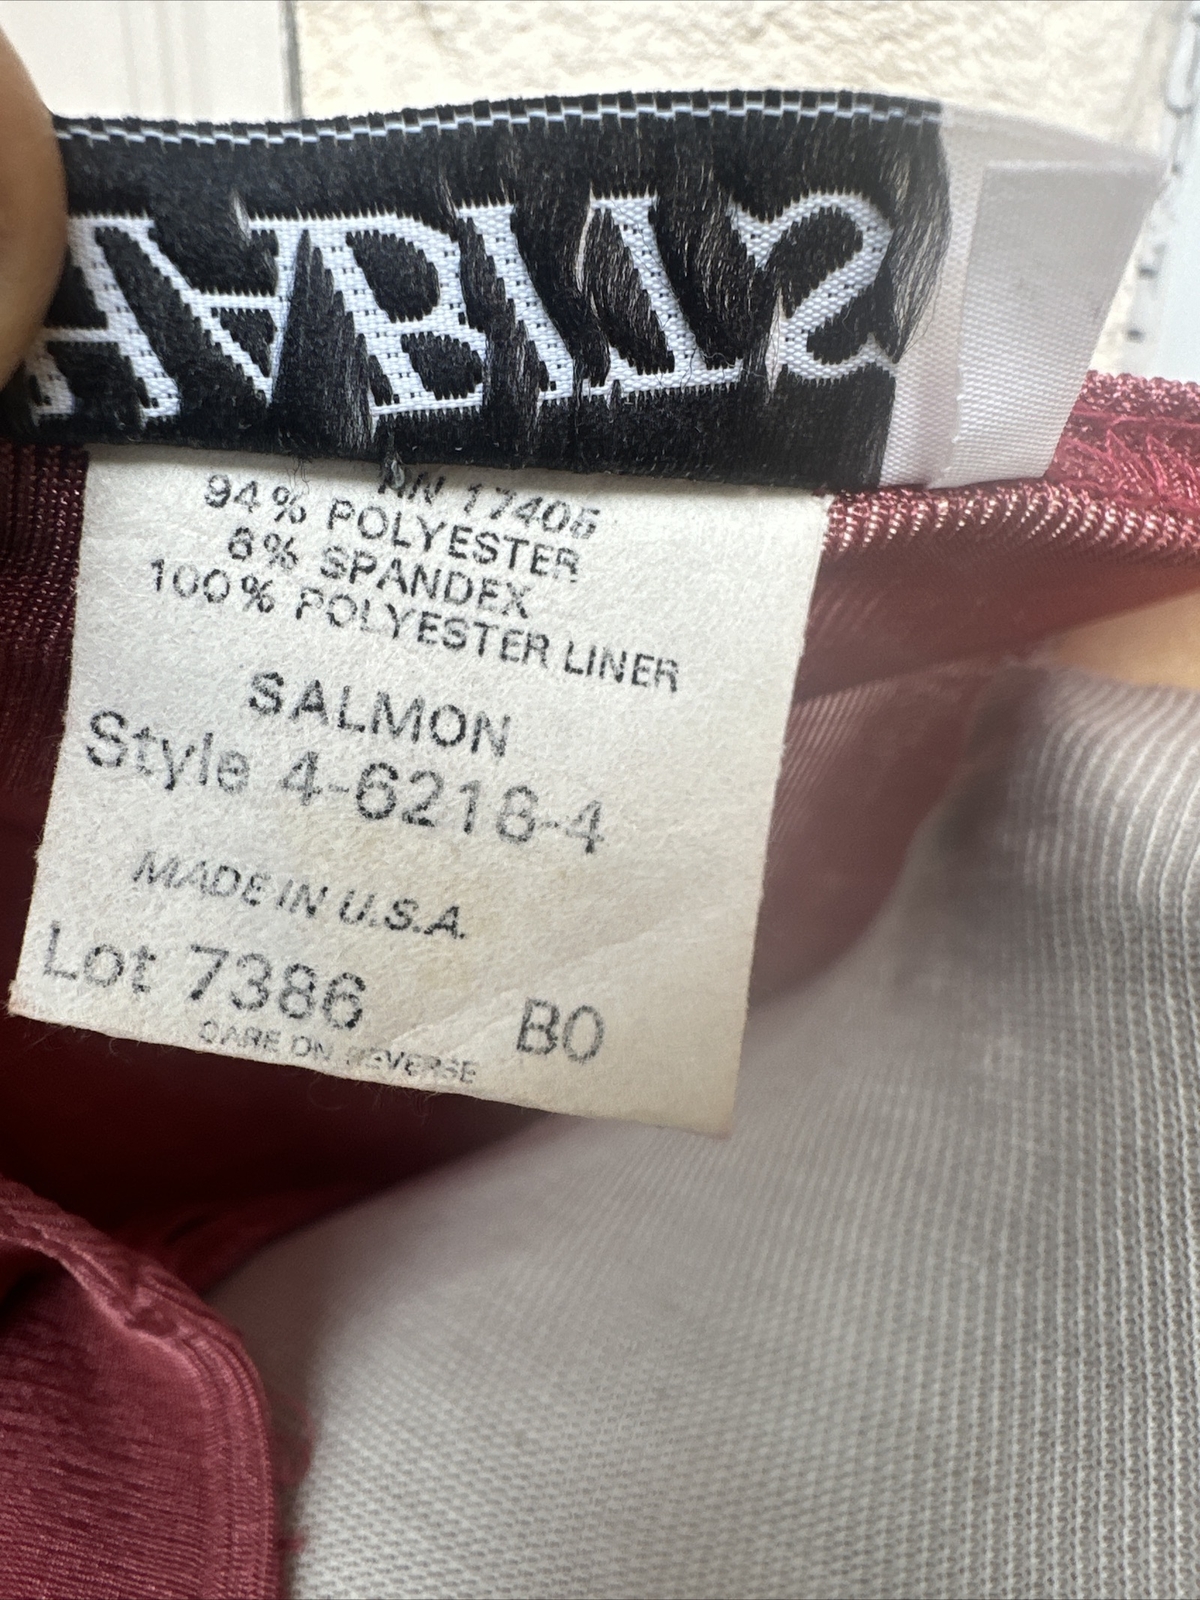 HABITS
RN 17405
94% POLYESTER
6% SPANDEX
100% POLYESTER LINER
SALMON
Style 4-6218-4
MADE IN U.S.A.
Lot 7386 B0
CARE ON REVERSE